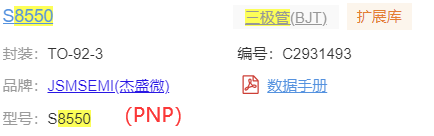 S8550 三极管(BJT) 扩展库
封装: TO-92-3 编号: C2931493
品牌: JSMSEMI(杰盛微) 数据手册
型号: S8550 (PNP)